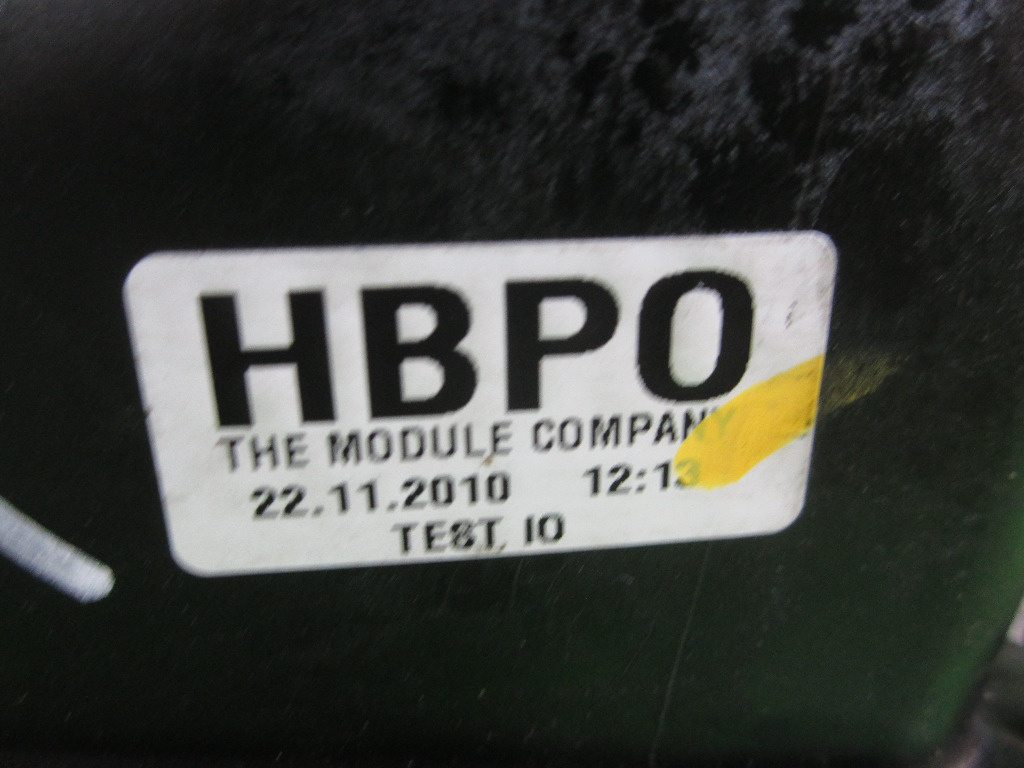 HBPO
THE MODULE COMPANY
22.11.2010 12:13
TEST, IO